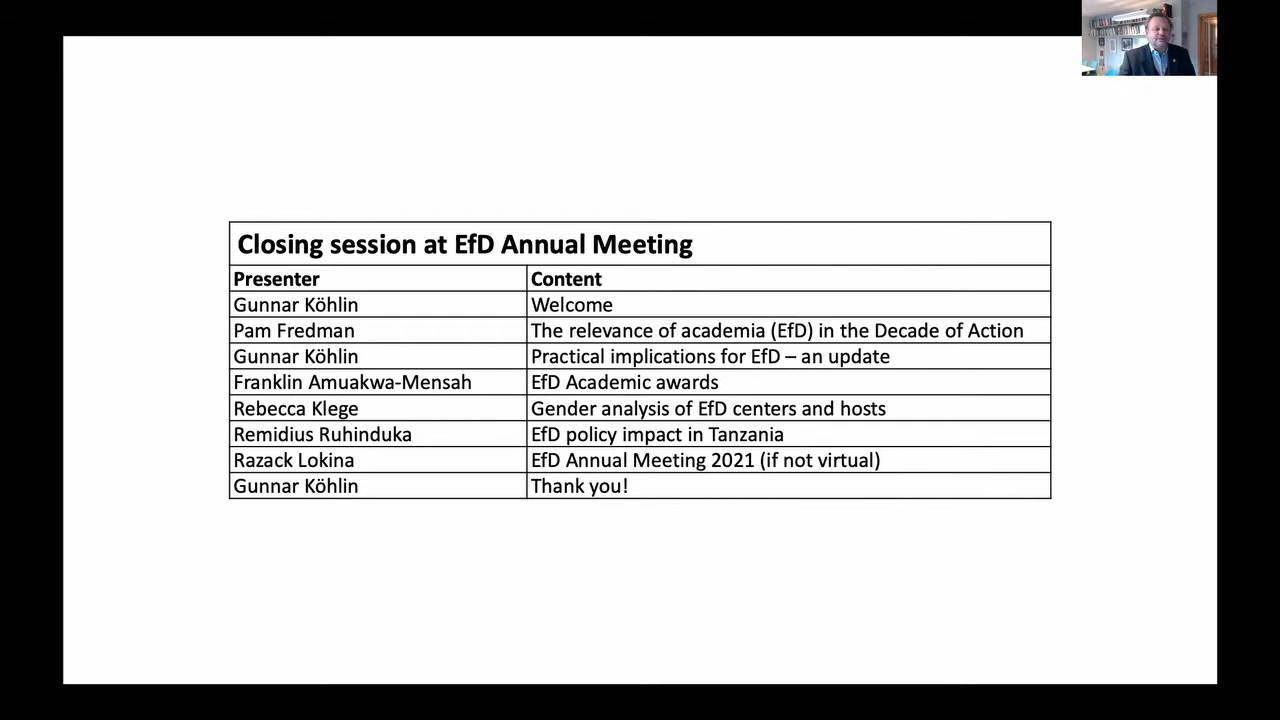 Closing session at EfD Annual Meeting
Presenter Content
Gunnar Köhlin Welcome
Pam Fredman The relevance of academia (EfD) in the Decade of Action
Gunnar Köhlin Practical implications for EfD – an update
Franklin Amuakwa-Mensah EfD Academic awards
Rebecca Klege Gender analysis of EfD centers and hosts
Remidius Ruhinduka EfD policy impact in Tanzania
Razack Lokina EfD Annual Meeting 2021 (if not virtual)
Gunnar Köhlin Thank you!